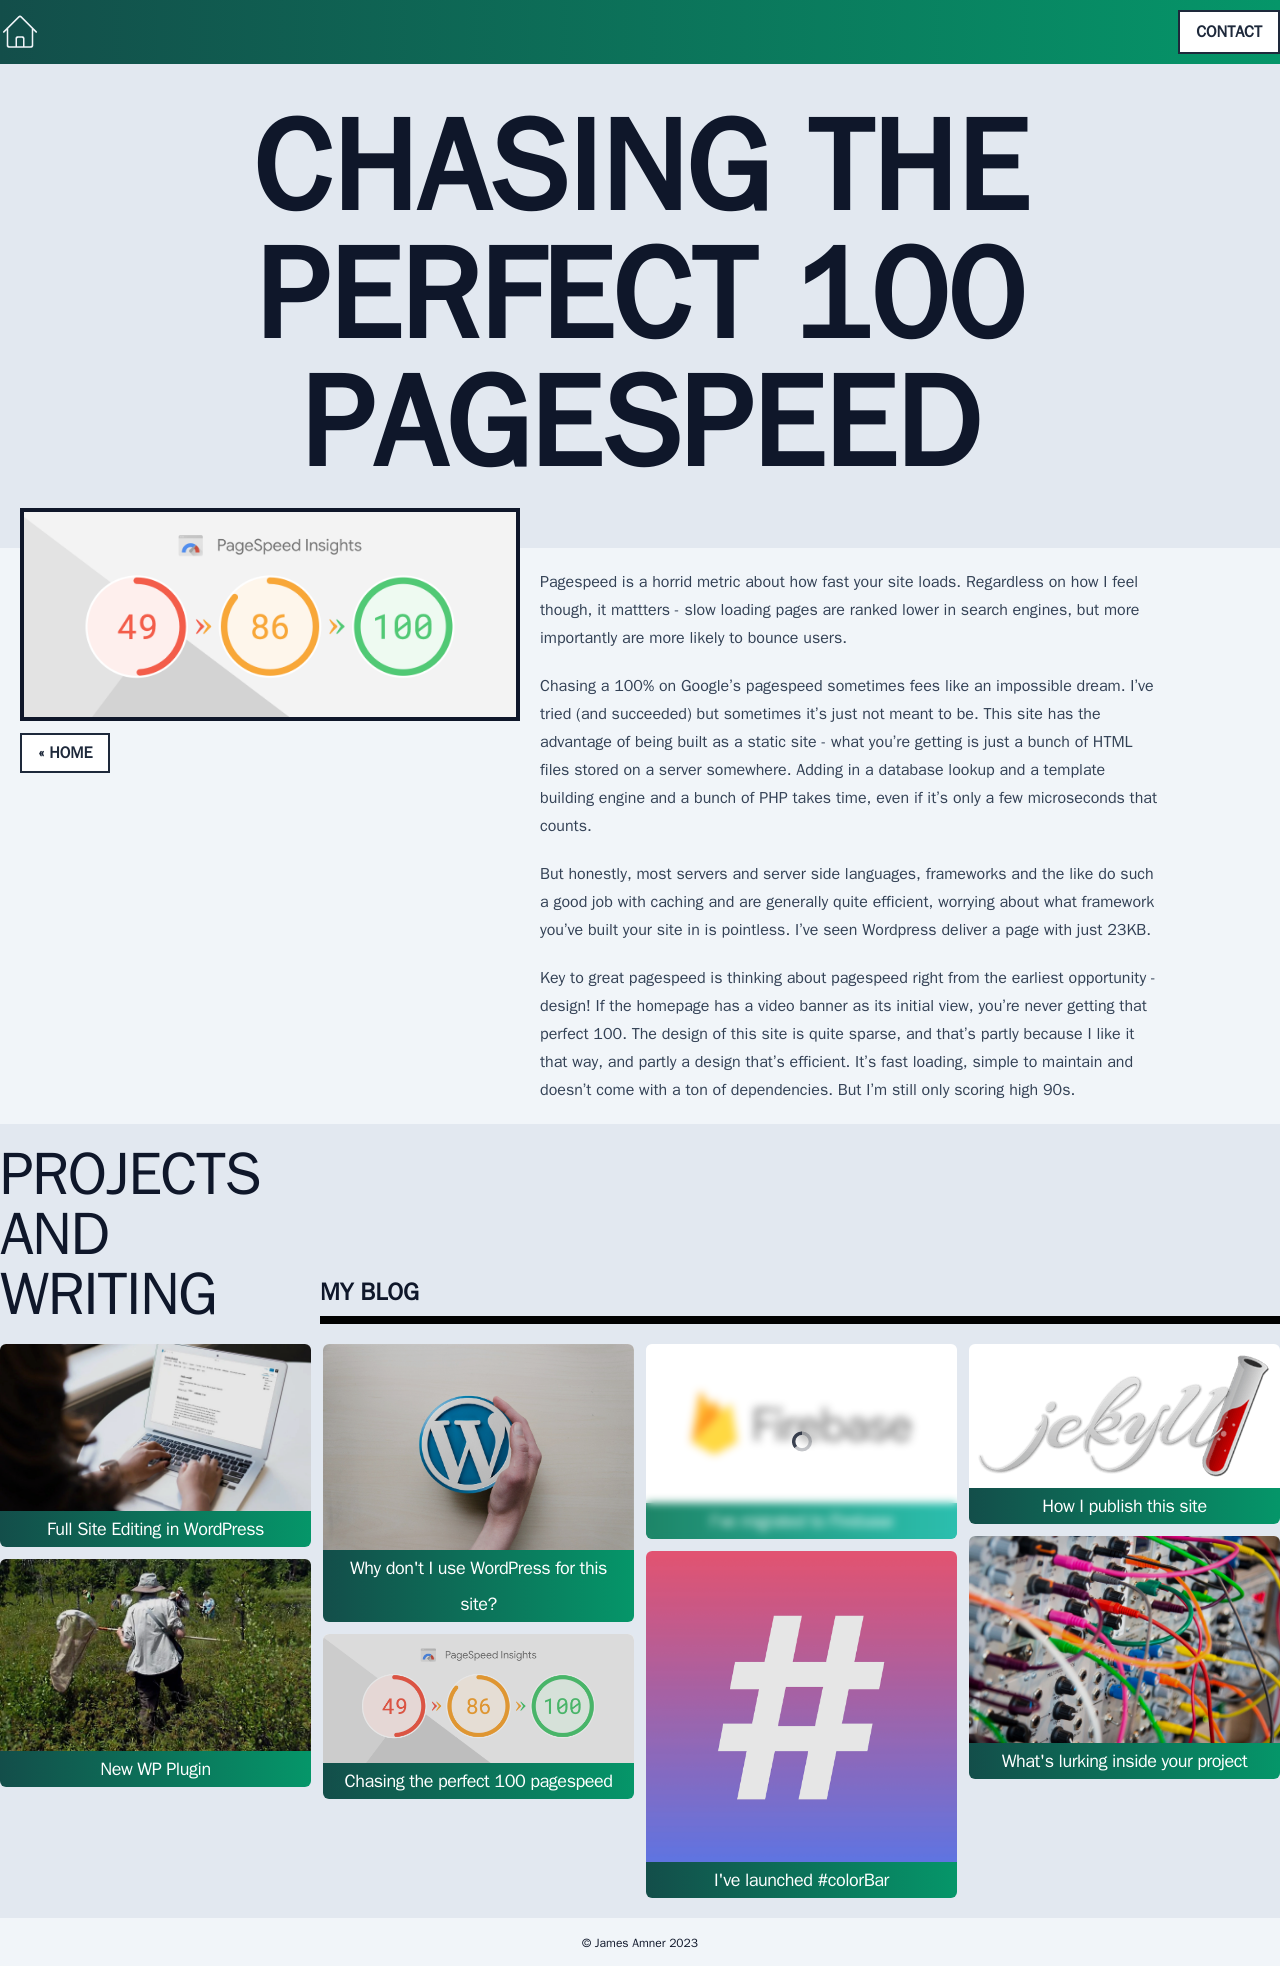 CONTACT
CHASING THE
PERFECT 100
PAGESPEED
PageSpeed Insights
49 » 86 » 100
« HOME
Pagespeed is a horrid metric about how fast your site loads. Regardless on how I feel
though, it mattters - slow loading pages are ranked lower in search engines, but more
importantly are more likely to bounce users.
Chasing a 100% on Google’s pagespeed sometimes fees like an impossible dream. I’ve
tried (and succeeded) but sometimes it’s just not meant to be. This site has the
advantage of being built as a static site - what you’re getting is just a bunch of HTML
files stored on a server somewhere. Adding in a database lookup and a template
building engine and a bunch of PHP takes time, even if it’s only a few microseconds that
counts.
But honestly, most servers and server side languages, frameworks and the like do such
a good job with caching and are generally quite efficient, worrying about what framework
you’ve built your site in is pointless. I’ve seen Wordpress deliver a page with just 23KB.
Key to great pagespeed is thinking about pagespeed right from the earliest opportunity -
design! If the homepage has a video banner as its initial view, you’re never getting that
perfect 100. The design of this site is quite sparse, and that’s partly because I like it
that way, and partly a design that’s efficient. It’s fast loading, simple to maintain and
doesn’t come with a ton of dependencies. But I’m still only scoring high 90s.
PROJECTS
AND
WRITING
MY BLOG
Full Site Editing in WordPress
New WP Plugin
W
Why don't I use WordPress for this
site?
PageSpeed Insights
49 » 86 » 100
Chasing the perfect 100 pagespeed
Firebase
I've migrated to Firebase
#
I've launched #colorBar
jekyll
How I publish this site
What's lurking inside your project
© James Amner 2023